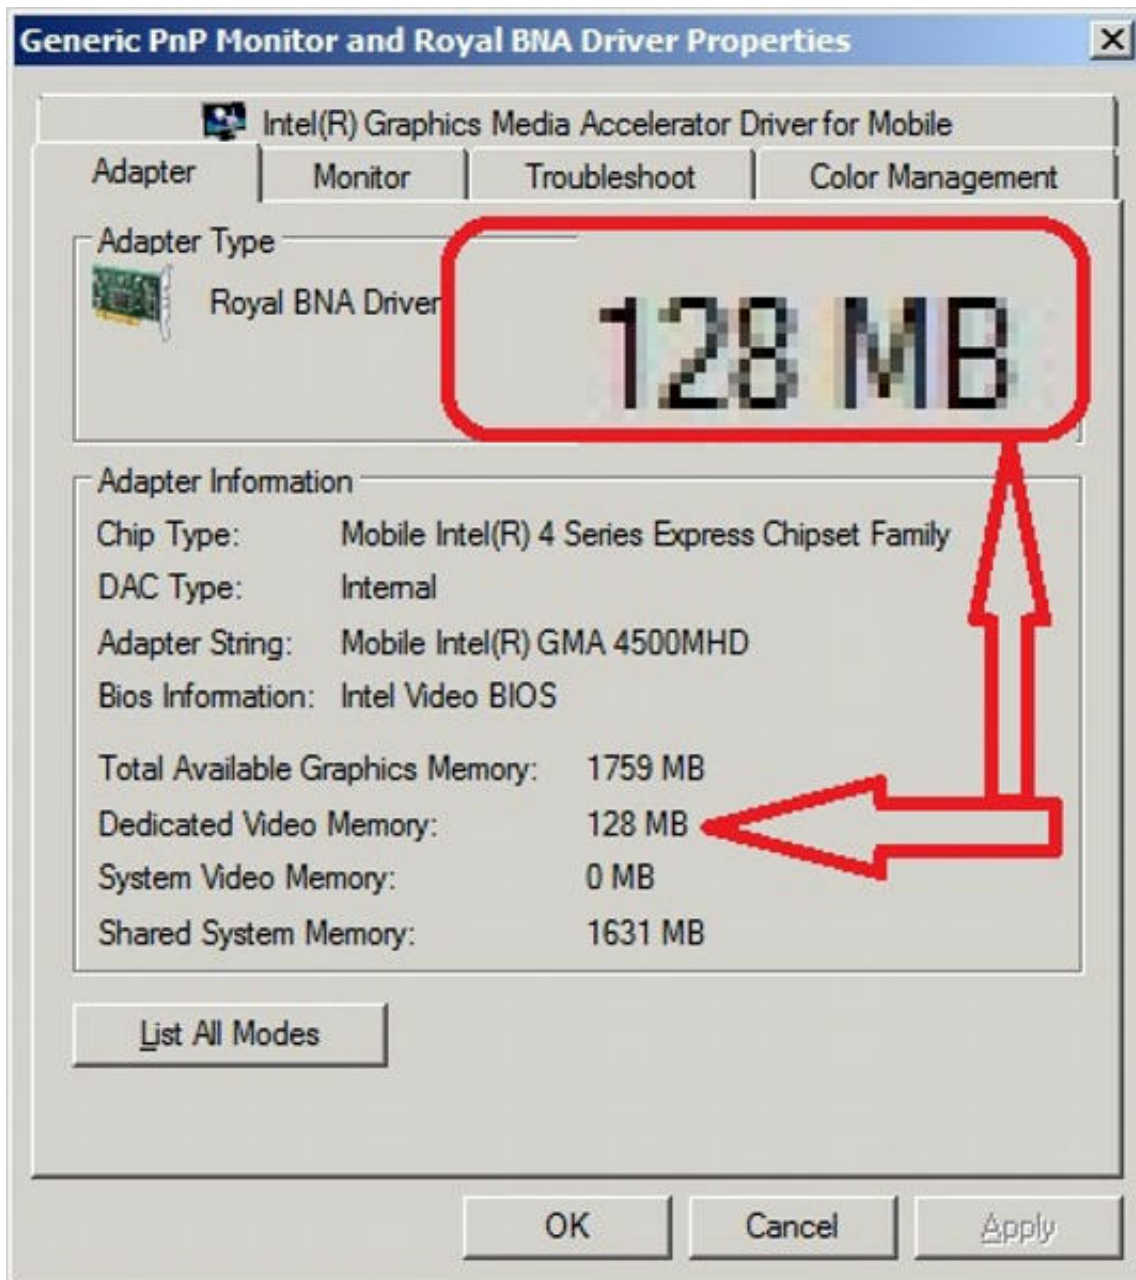 Generic PnP Monitor and Royal BNA Driver Properties
Intel(R) Graphics Media Accelerator Driver for Mobile
Adapter Monitor Troubleshoot Color Management
Adapter Type
Royal BNA Driver
128 MB
Adapter Information
Chip Type: Mobile Intel(R) 4 Series Express Chipset Family
DAC Type: Internal
Adapter String: Mobile Intel(R) GMA 4500MHD
Bios Information: Intel Video BIOS
Total Available Graphics Memory: 1759 MB
Dedicated Video Memory: 128 MB
System Video Memory: 0 MB
Shared System Memory: 1631 MB
List All Modes
OK Cancel Apply